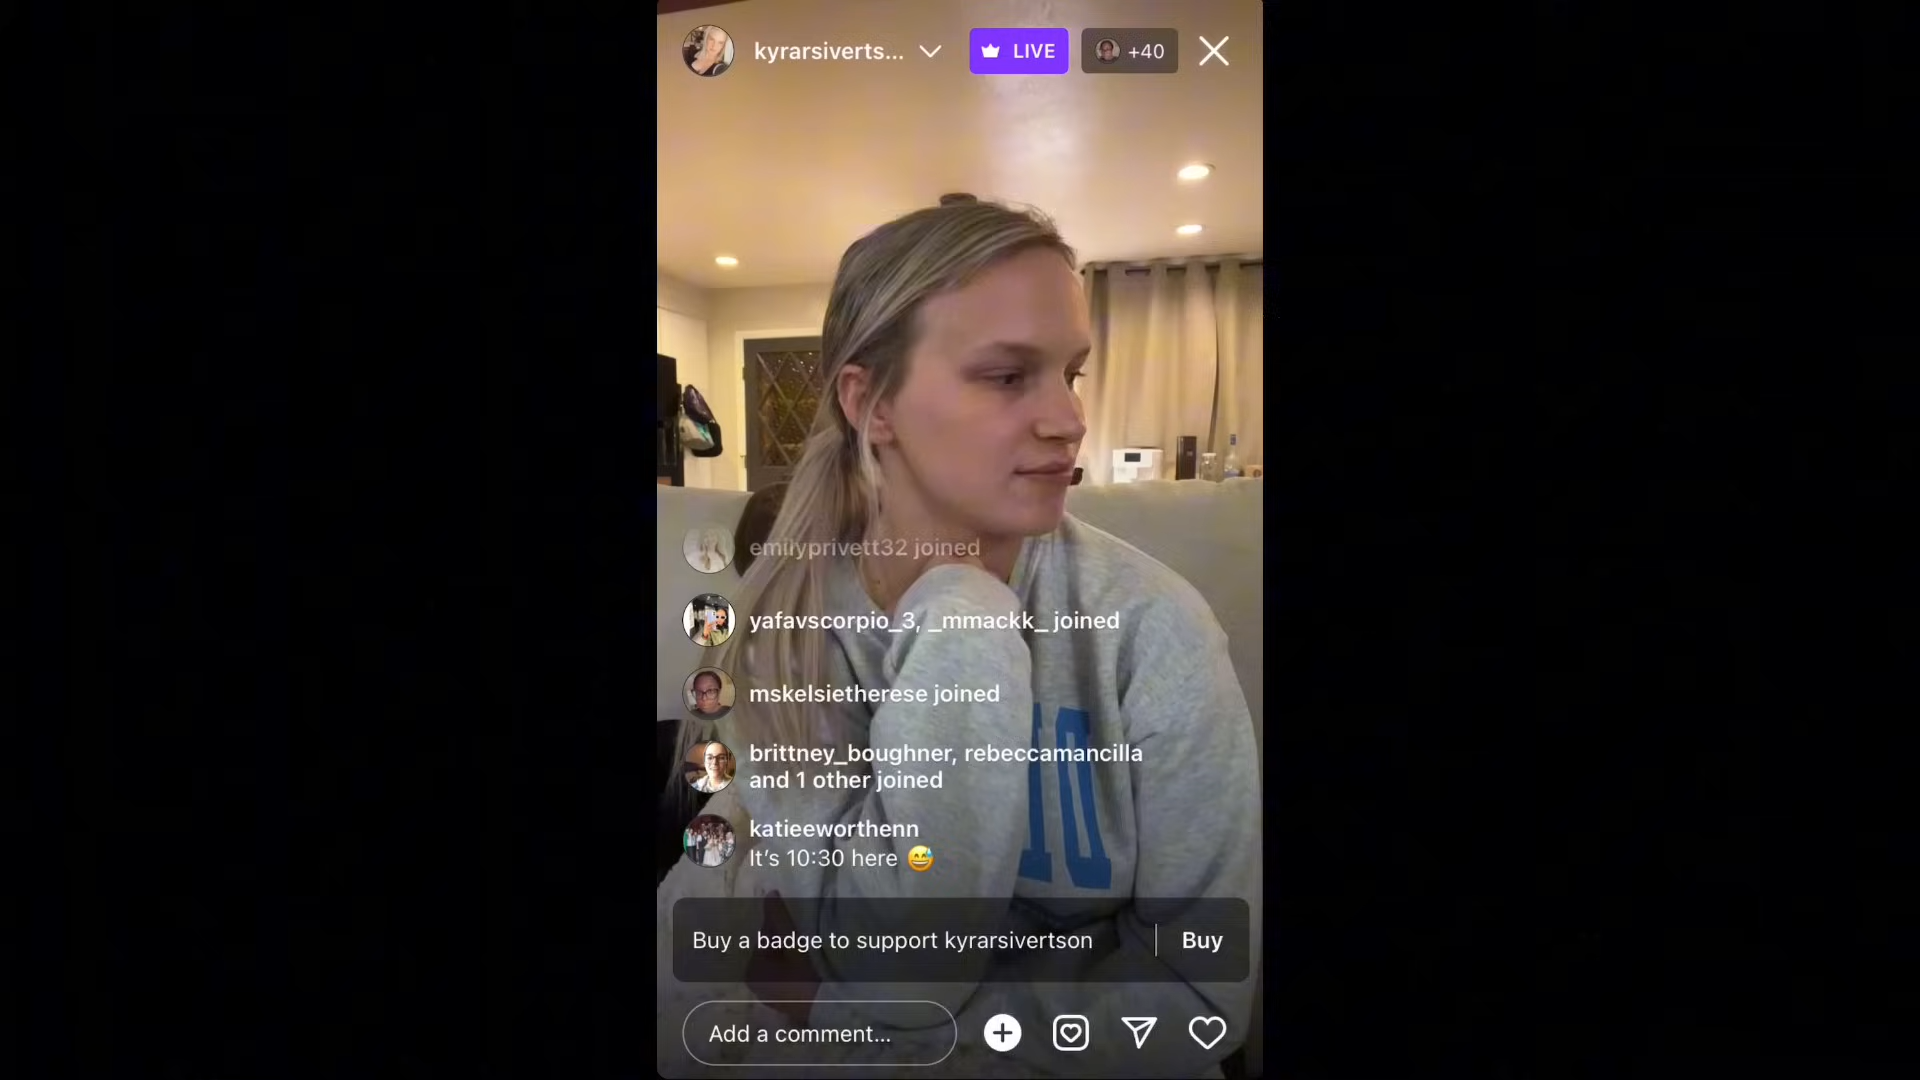 kyrarsiverts...
LIVE
+40
emilyprivett32 joined
yafavscorpio_3, _mmackk_ joined
mskelsietherese joined
brittney_boughner, rebeccamancilla
and 1 other joined
katieeworthenn
It's 10:30 here 😅
Buy a badge to support kyrarsivertson
Buy
Add a comment...